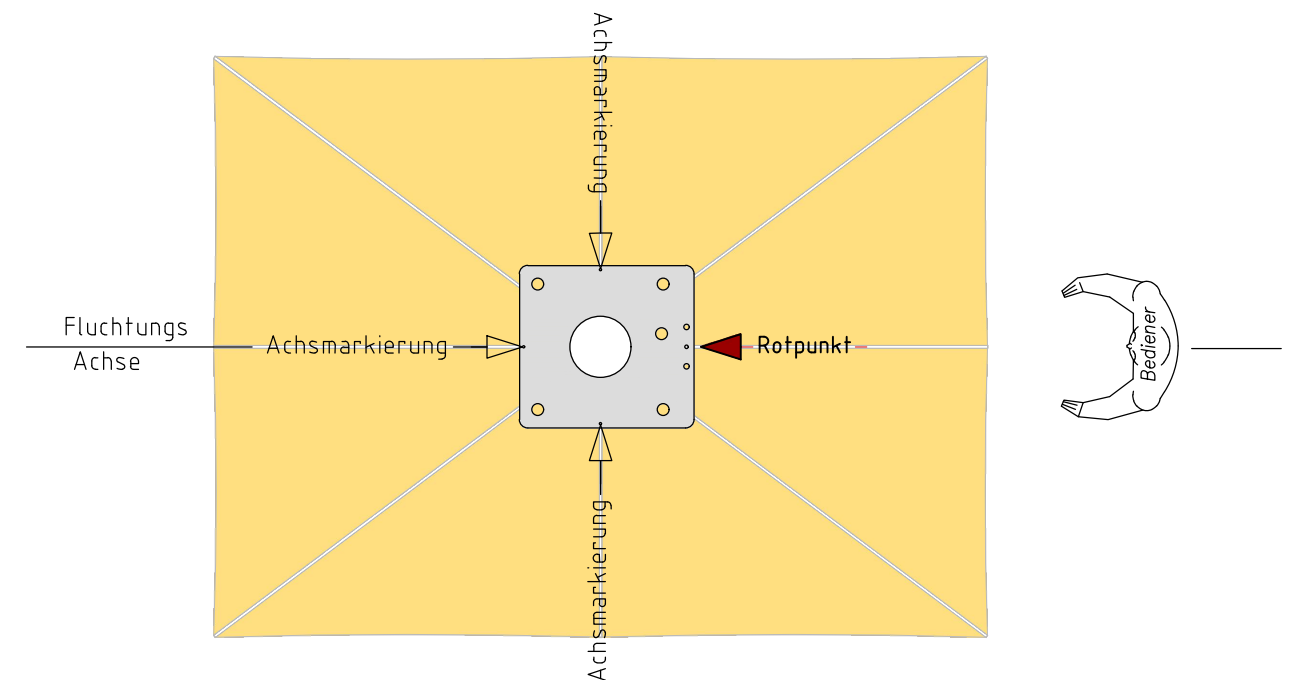 Achsmarkierung
Fluchtungs
Achse
Achsmarkierung
Rotpunkt
Bediener
Achsmarkierung